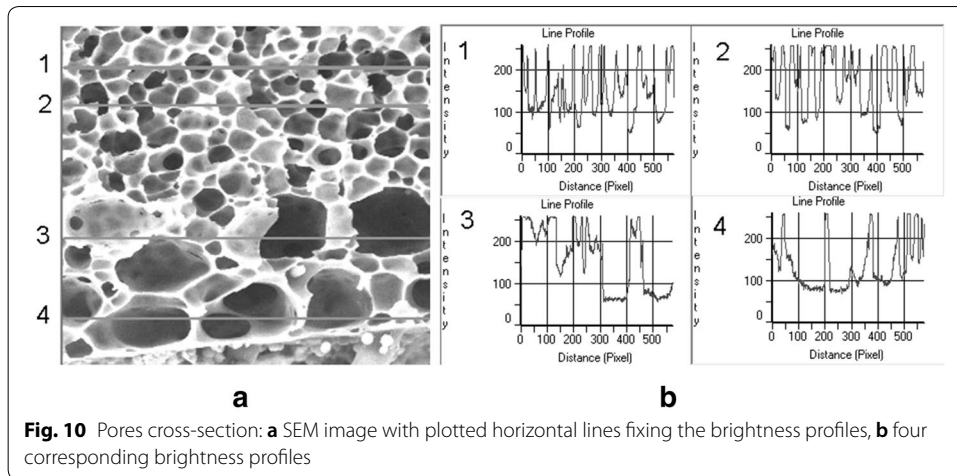 1
2
3
4
1
Line Profile
Intensity
200
100
0
0 100 200 300 400 500
Distance (Pixel)
2
Line Profile
Intensity
200
100
0
0 100 200 300 400 500
Distance (Pixel)
3
Line Profile
Intensity
200
100
0
0 100 200 300 400 500
Distance (Pixel)
4
Line Profile
Intensity
200
100
0
0 100 200 300 400 500
Distance (Pixel)
a
b
Fig. 10 Pores cross-section: a SEM image with plotted horizontal lines fixing the brightness profiles, b four
corresponding brightness profiles